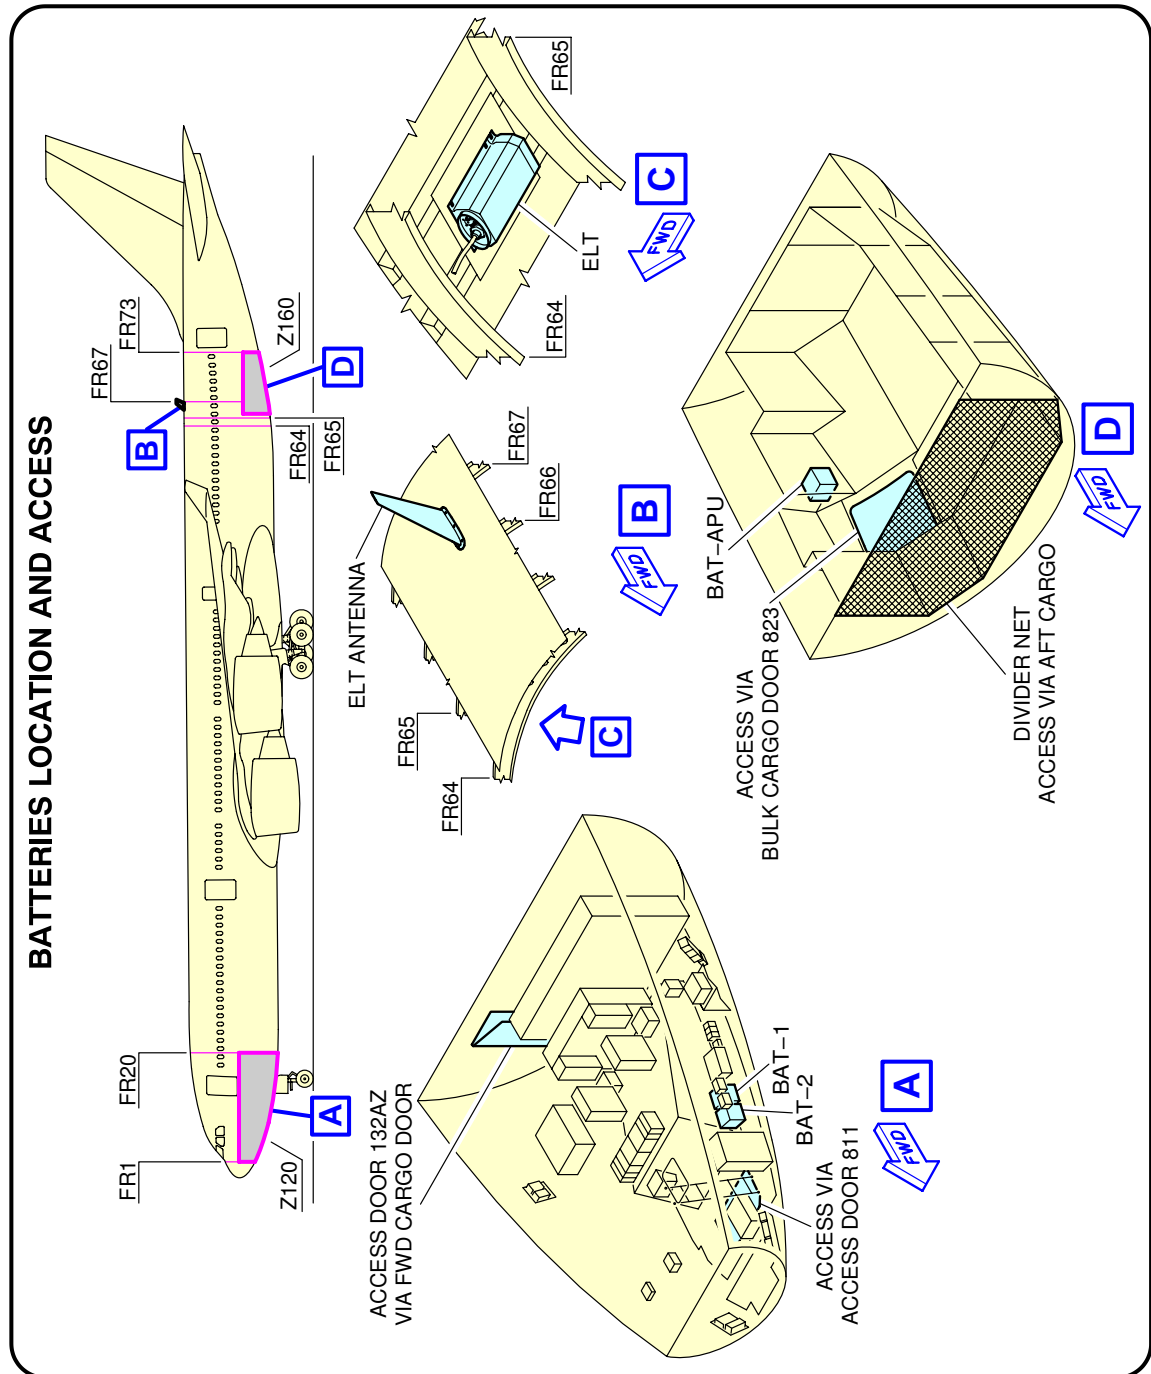 BATTERIES LOCATION AND ACCESS
FR1
FR20
FR67
FR73
B
Z120
A
FR64
FR65
D
Z160
ACCESS DOOR 132AZ
VIA FWD CARGO DOOR
FR64
FR65
ELT ANTENNA
FR66
FR67
C
FWD
B
FR64
FR65
ELT
FWD
C
ACCESS VIA
ACCESS DOOR 811
BAT-2
BAT-1
FWD
A
ACCESS VIA
BULK CARGO DOOR 823
BAT-APU
DIVIDER NET
ACCESS VIA AFT CARGO
FWD
D